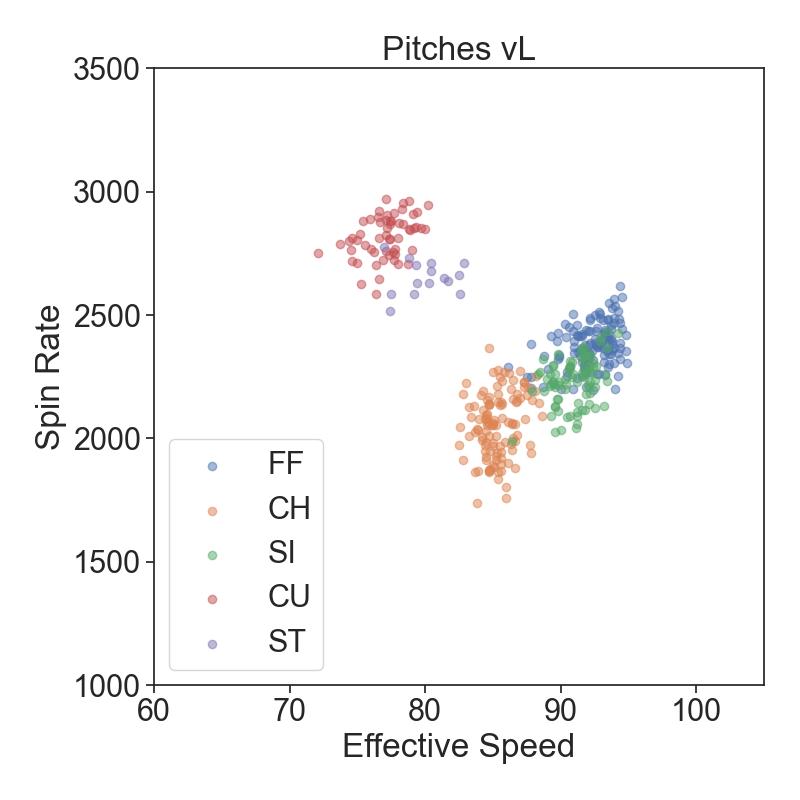 Pitches vL
3500
3000
2500
2000
1500
1000
Spin Rate
FF
CH
SI
CU
ST
60 70 80 90 100
Effective Speed